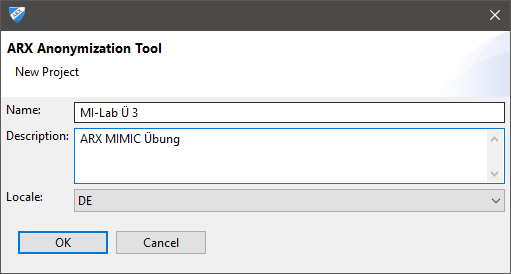 ARX Anonymization Tool
New Project
Name: MI-Lab Ü 3
Description: ARX MIMIC Übung
Locale: DE
OK Cancel